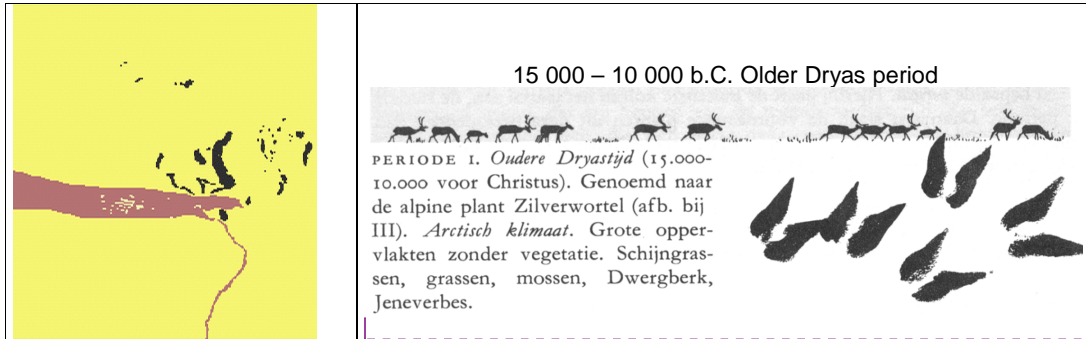 15 000 – 10 000 b.C. Older Dryas period
PERIODE I. Oudere Dryastijd (15.000-
10.000 voor Christus). Genoemd naar
de alpine plant Zilverwortel (afb. bij
III). Arctisch klimaat. Grote opper-
vlakten zonder vegetatie. Schijngras-
sen, grassen, mossen, Dwergberk,
Jeneverbes.